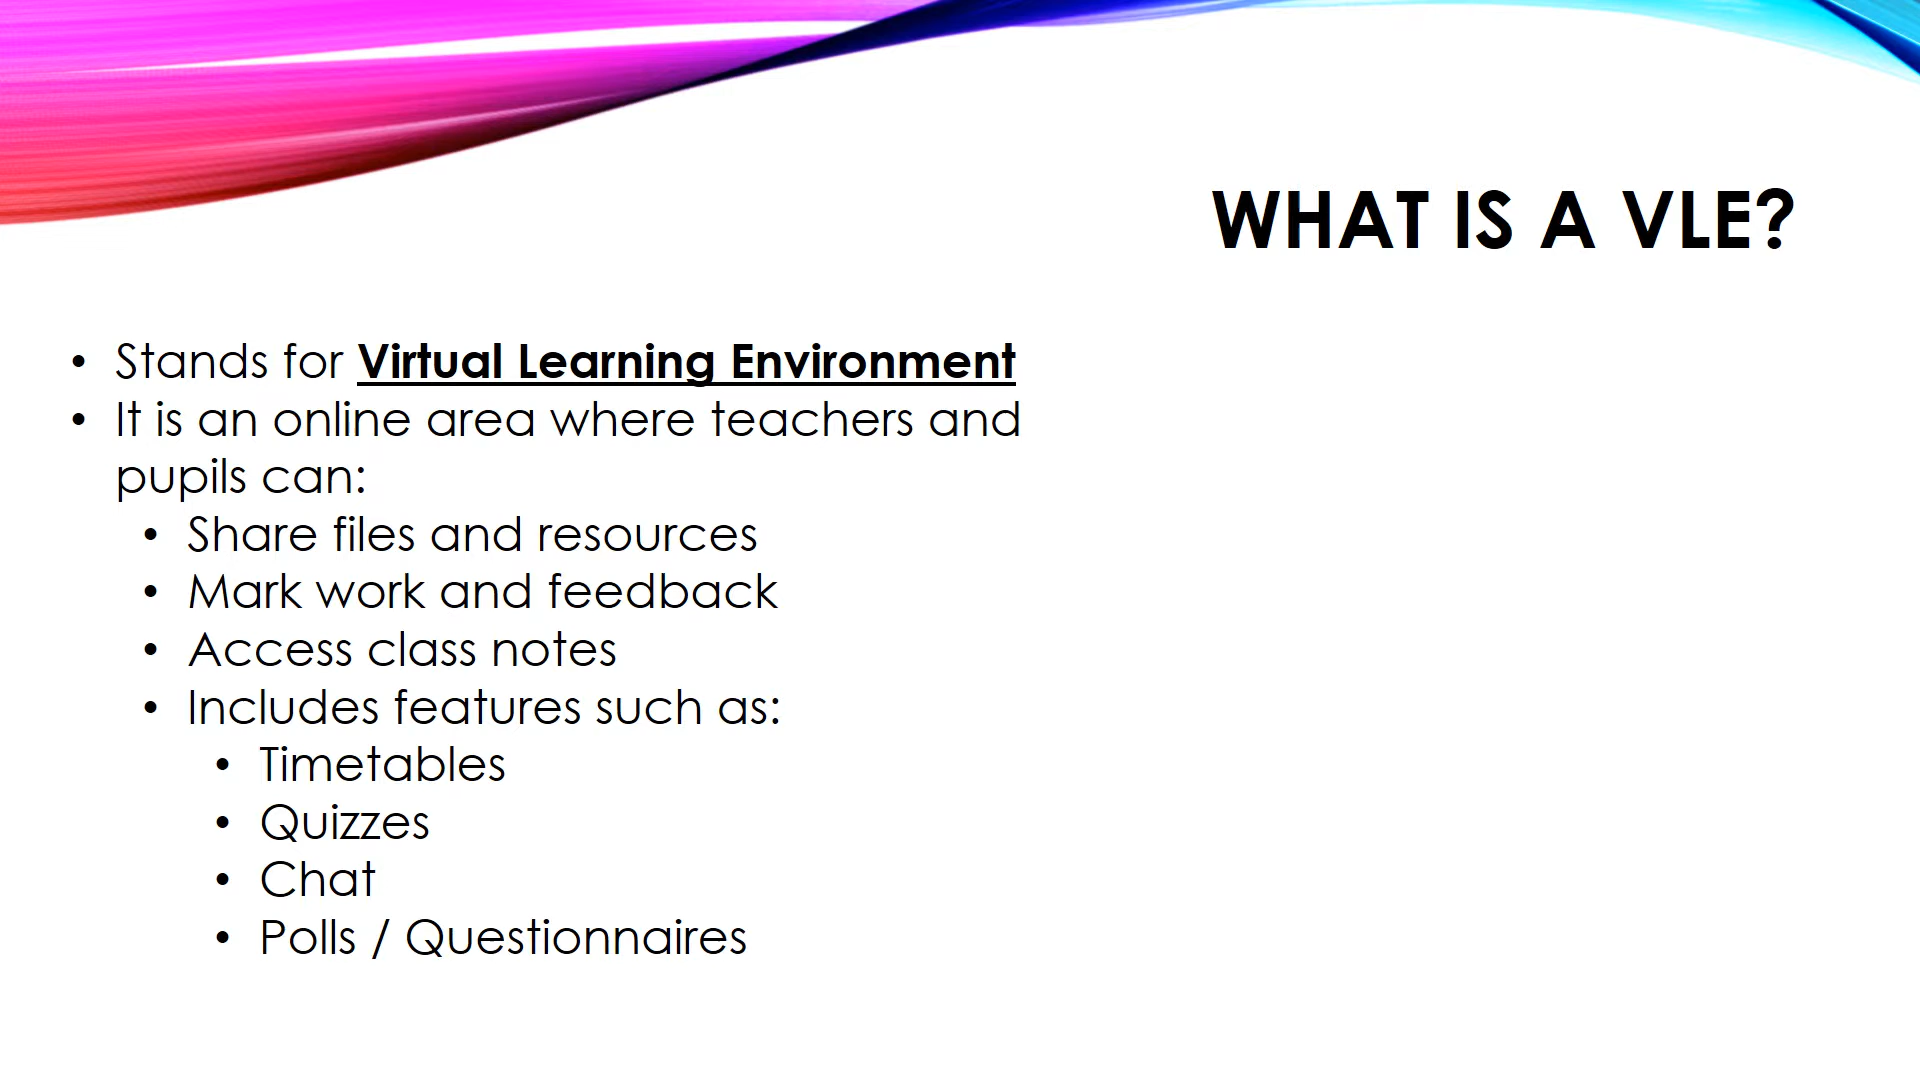 WHAT IS A VLE?
• Stands for Virtual Learning Environment
• It is an online area where teachers and
pupils can:
• Share files and resources
• Mark work and feedback
• Access class notes
• Includes features such as:
• Timetables
• Quizzes
• Chat
• Polls / Questionnaires